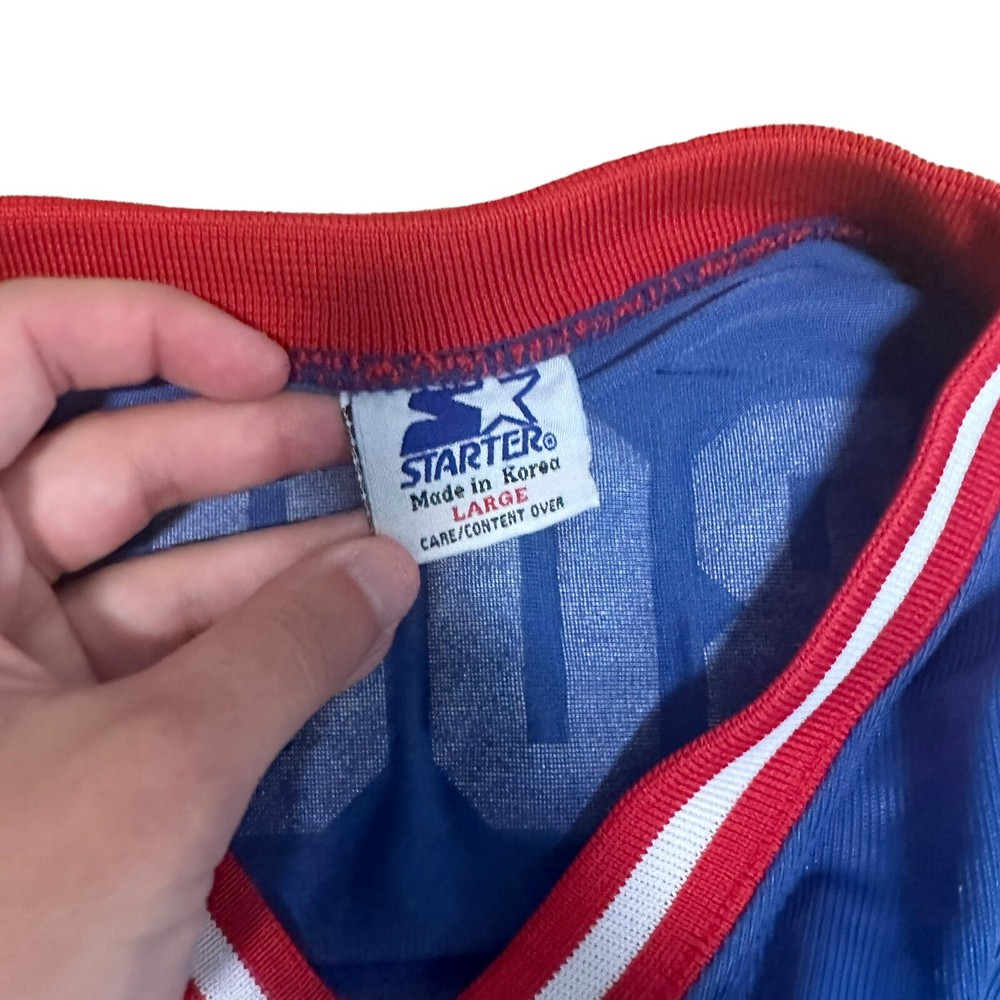 STARTER®
Made in Korea
LARGE
CARE/CONTENT OVER